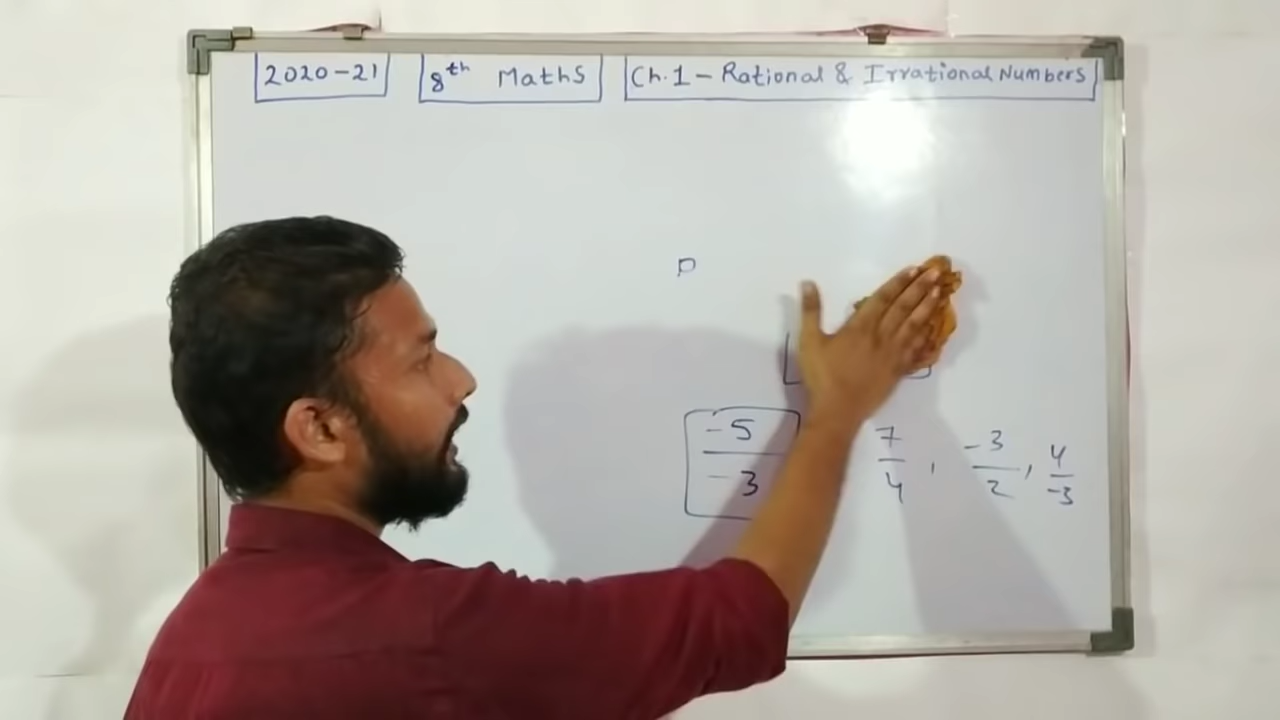 2020-21 8th Maths Ch.1 - Rational & Irrational Numbers
P
-5/-3 7/4 , -3/2 , 4/-3